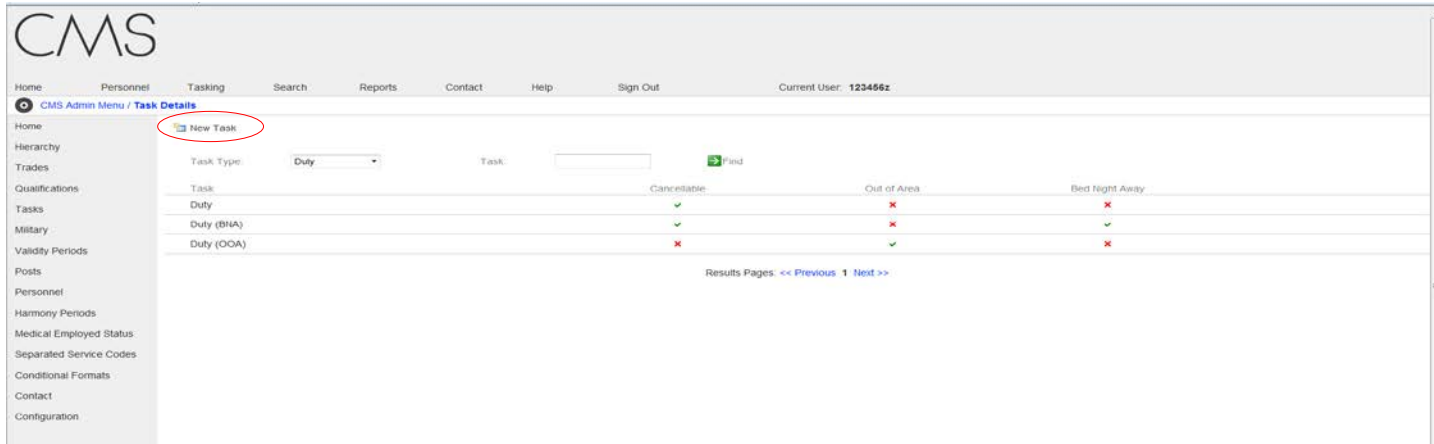 CMS
Home Personnel Tasking Search Reports Contact Help Sign Out Current User: 123456z
CMS Admin Menu / Task Details
Home
Hierarchy
Trades
Qualifications
Tasks
Military
Validity Periods
Posts
Personnel
Harmony Periods
Medical Employed Status
Separated Service Codes
Conditional Formats
Contact
Configuration
New Task
Task Type: Duty Task: Find
Task Cancellable Out of Area Bed Night Away
Duty
Duty (BNA)
Duty (OOA)
Results Pages: << Previous 1 Next >>